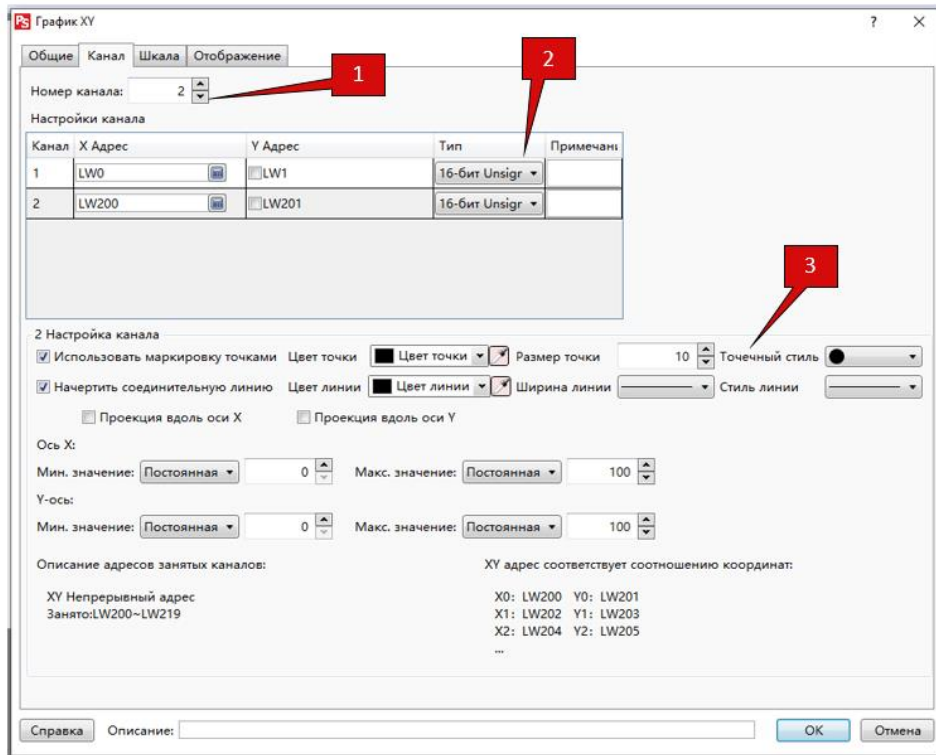 PS График XY ? ×
Общие Канал Шкала Отображение
1
2
Номер канала: 2
Настройки канала
Канал X Адрес Y Адрес Тип Примечани
1 LW0 LW1 16-бит Unsigr
2 LW200 LW201 16-бит Unsigr
3
2 Настройка канала
Использовать маркировку точками Цвет точки Цвет точки Размер точки 10 Точечный стиль
Начертить соединительную линию Цвет линии Цвет линии Ширина линии Стиль линии
Проекция вдоль оси X Проекция вдоль оси Y
Ось X:
Мин. значение: Постоянная 0 Макс. значение: Постоянная 100
Y-ось:
Мин. значение: Постоянная 0 Макс. значение: Постоянная 100
Описание адресов занятых каналов: XY адрес соответствует соотношению координат:
XY Непрерывный адрес X0: LW200 Y0: LW201
Занято:LW200~LW219 X1: LW202 Y1: LW203
X2: LW204 Y2: LW205
...
Справка Описание: OK Отмена